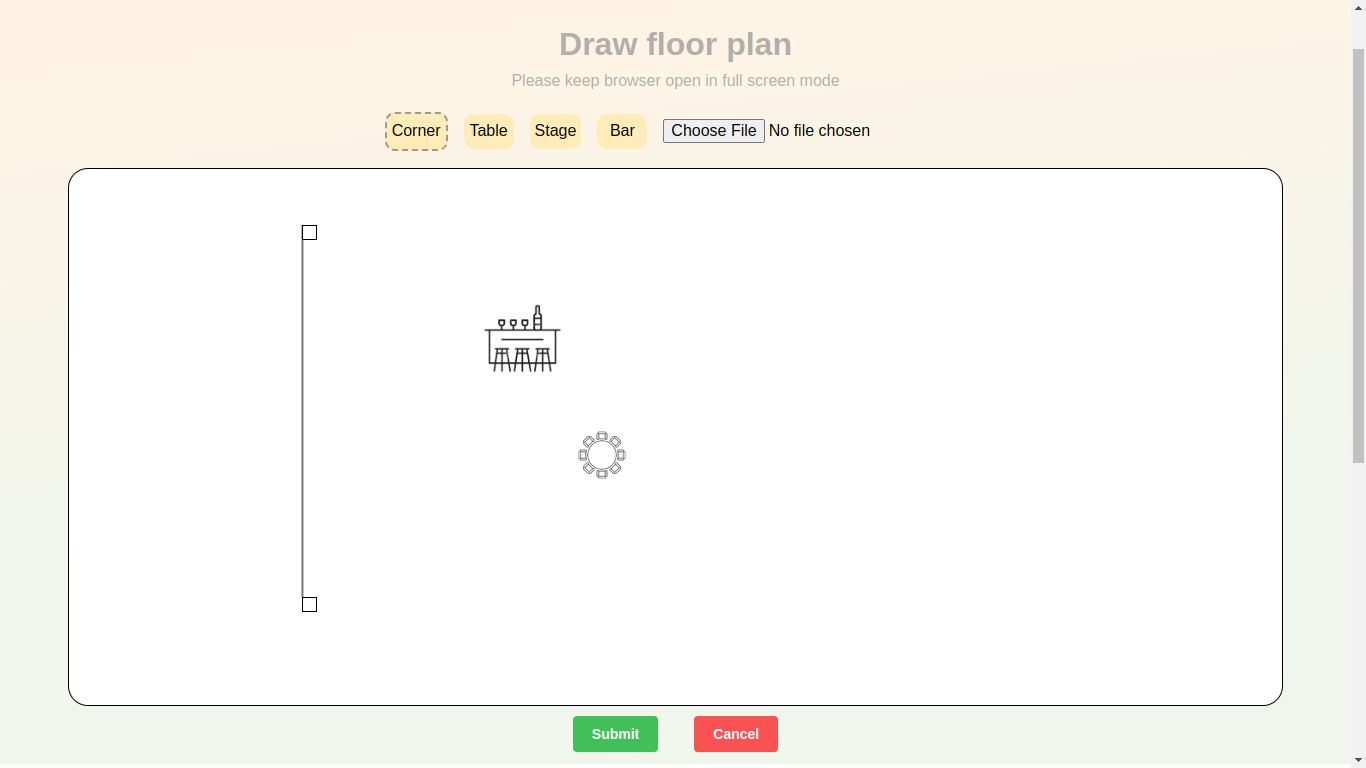 Draw floor plan
Please keep browser open in full screen mode
Corner Table Stage Bar Choose File No file chosen
Submit Cancel